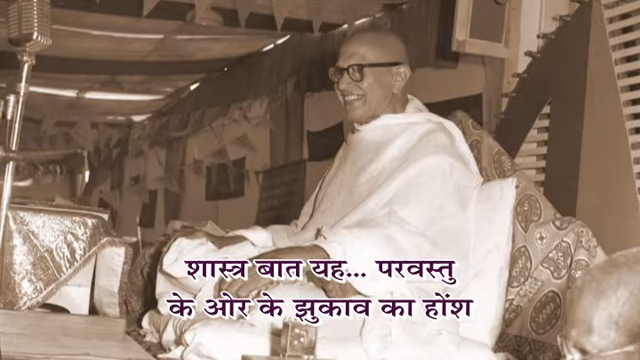 शास्त्र बात यह... परवस्तु
के ओर के झुकाव का होंश